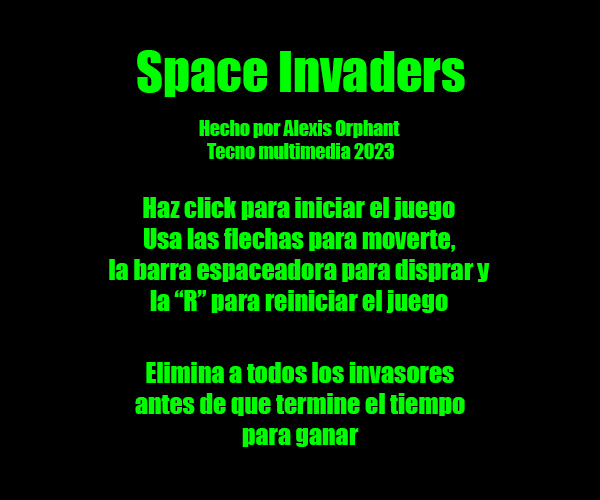 Space Invaders
Hecho por Alexis Orphant
Tecno multimedia 2023
Haz click para iniciar el juego
Usa las flechas para moverte,
la barra espaceadora para disprar y
la “R” para reiniciar el juego
Elimina a todos los invasores
antes de que termine el tiempo
para ganar